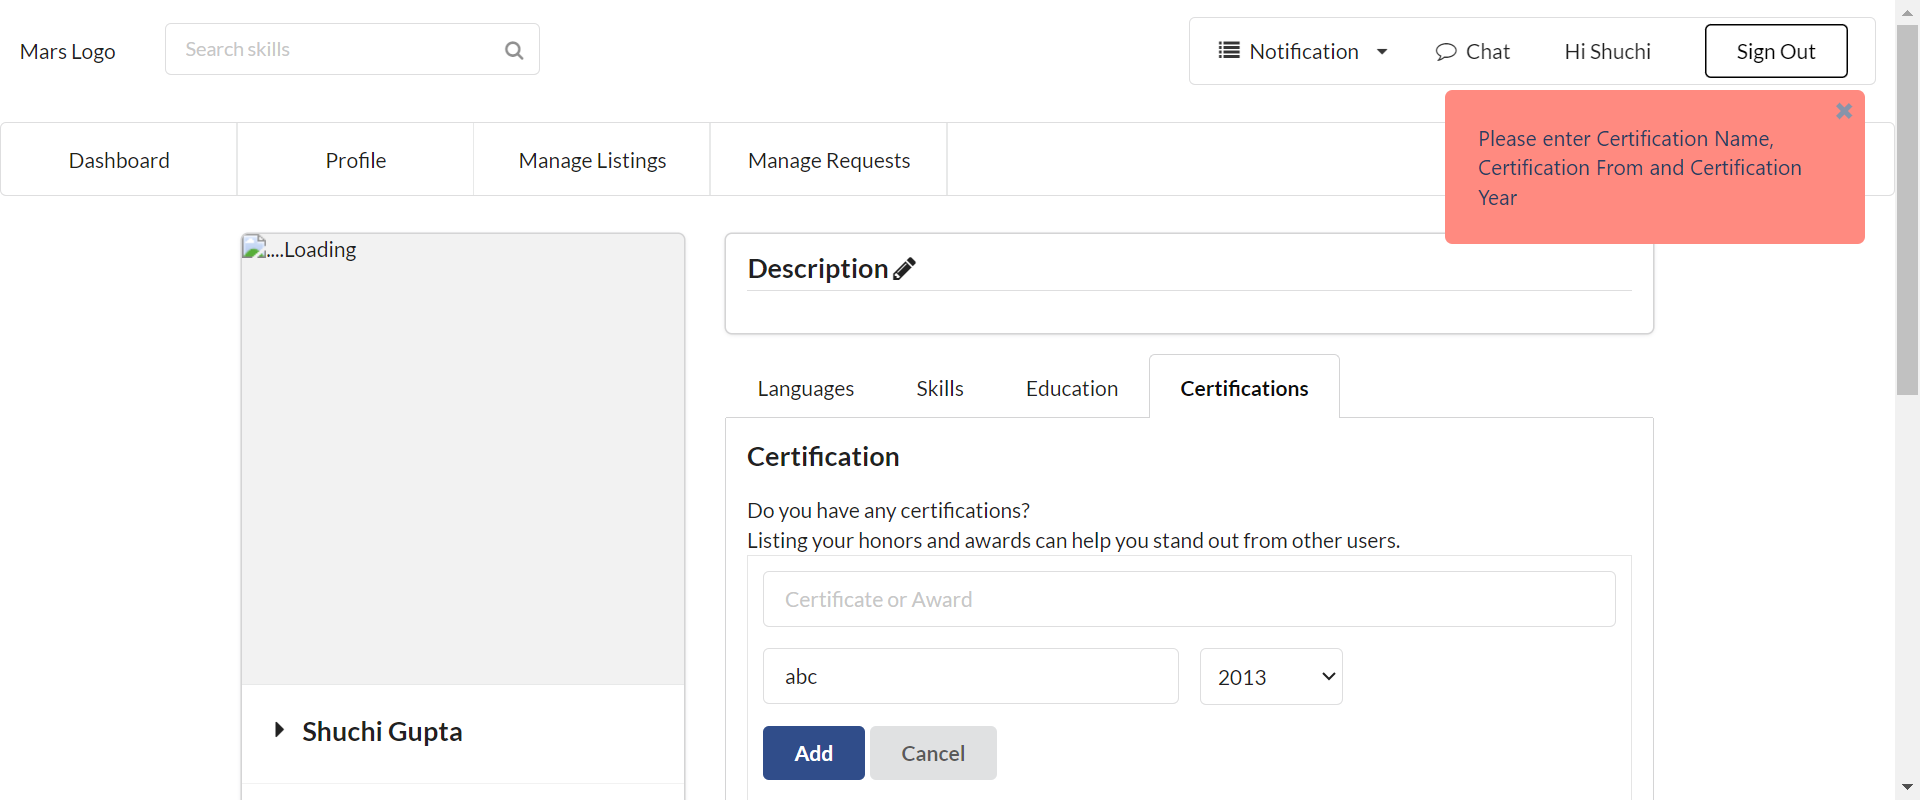 Mars Logo
Search skills
Notification
Chat
Hi Shuchi
Sign Out
Please enter Certification Name,
Certification From and Certification
Year
Dashboard
Profile
Manage Listings
Manage Requests
....Loading
Description
Languages
Skills
Education
Certifications
Certification
Do you have any certifications?
Listing your honors and awards can help you stand out from other users.
Certificate or Award
abc
2013
Add
Cancel
Shuchi Gupta